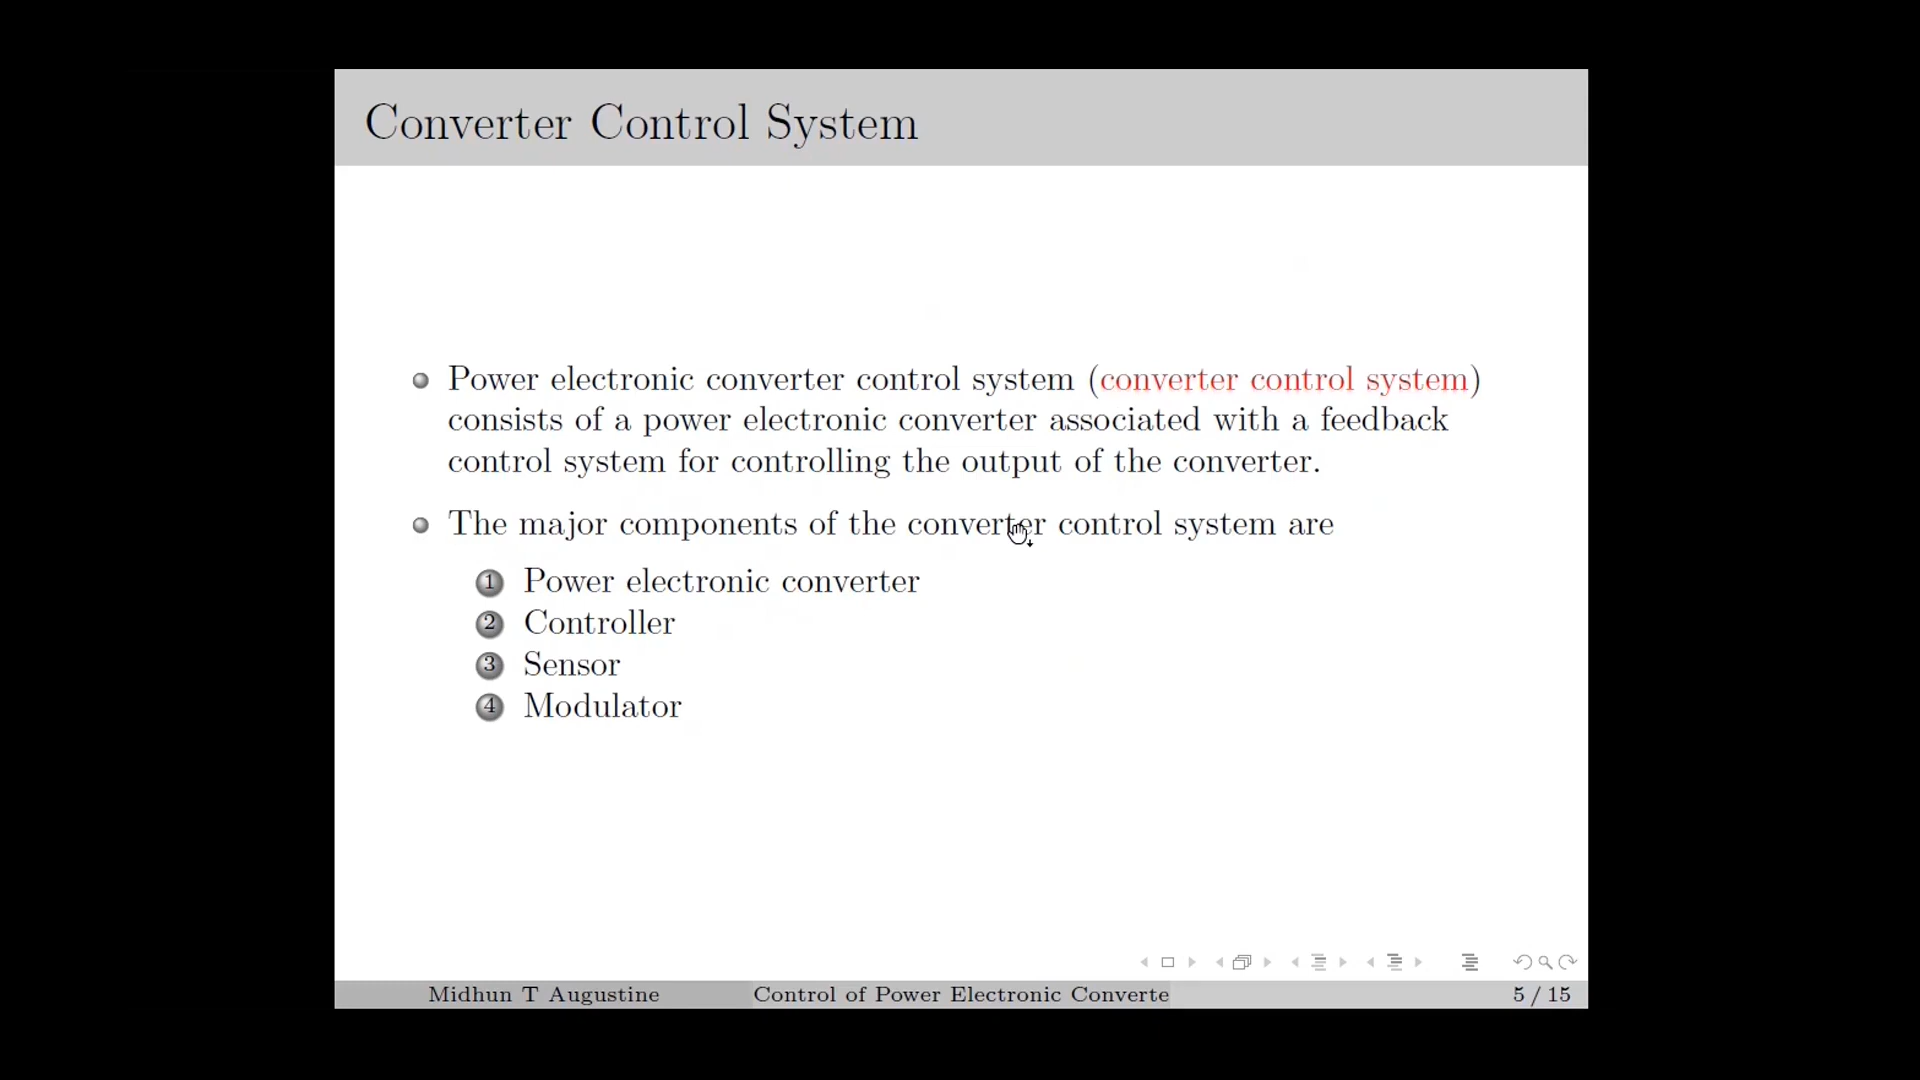 Converter Control System
Power electronic converter control system (converter control system)
consists of a power electronic converter associated with a feedback
control system for controlling the output of the converter.
The major components of the converter control system are
1 Power electronic converter
2 Controller
3 Sensor
4 Modulator
Midhun T Augustine Control of Power Electronic Converte 5 / 15